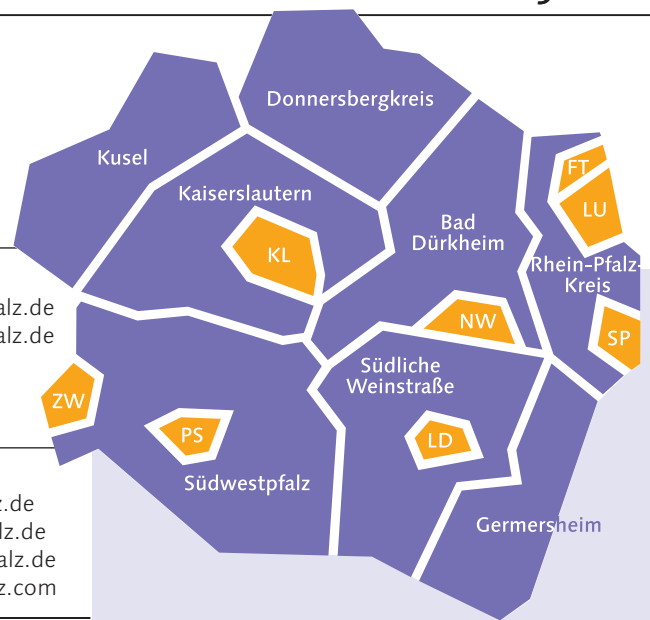 Donnersbergkreis
Kusel
Kaiserslautern
KL
Bad
Dürkheim
FT
LU
Rhein-Pfalz-
Kreis
SP
NW
Südliche
Weinstraße
LD
ZW
PS
Südwestpfalz
Germersheim
alz.de
alz.de
z.de
lz.de
alz.de
z.com